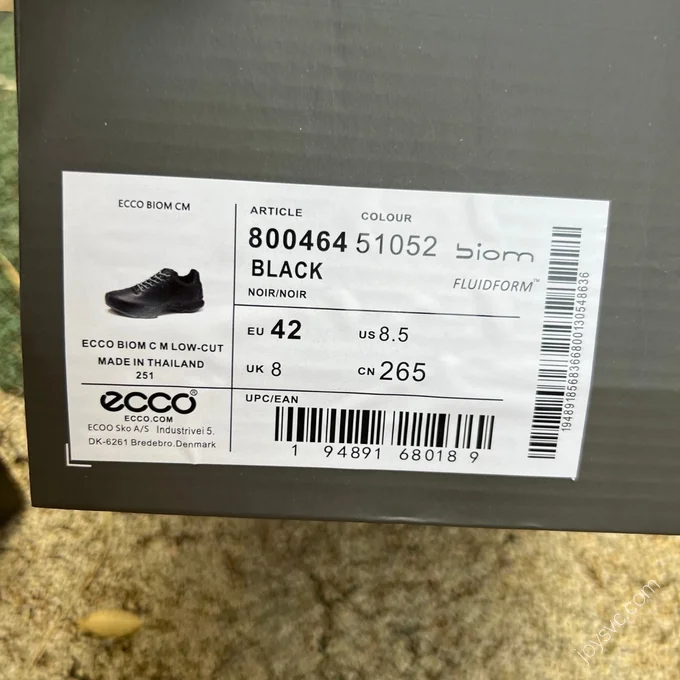 ECCO BIOM CM
ECCO BIOM C M LOW-CUT
MADE IN THAILAND
251
ecco®
ECCO.COM
ECOO Sko A/S Industrivei 5.
DK-6261 Bredebro.Denmark
ARTICLE COLOUR
800464 51052
BLACK
NOIR/NOIR
biom
FLUIDFORM™
EU 42 US 8.5
UK 8 CN 265
UPC/EAN
1 94891 68018 9
1948918568366800130548636
joysvc.com